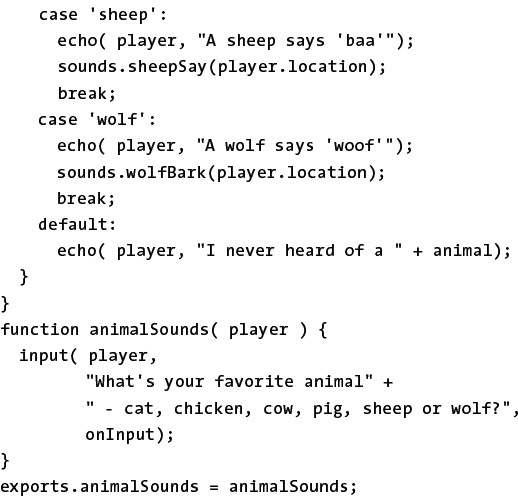 case 'sheep':
      echo( player, "A sheep says 'baa'");
      sounds.sheepSay(player.location);
      break;
    case 'wolf':
      echo( player, "A wolf says 'woof'");
      sounds.wolfBark(player.location);
      break;
    default:
      echo( player, "I never heard of a " + animal);
  }
}
function animalSounds( player ) {
  input( player,
         "What's your favorite animal" +
         " - cat, chicken, cow, pig, sheep or wolf?",
         onInput);
}
exports.animalSounds = animalSounds;